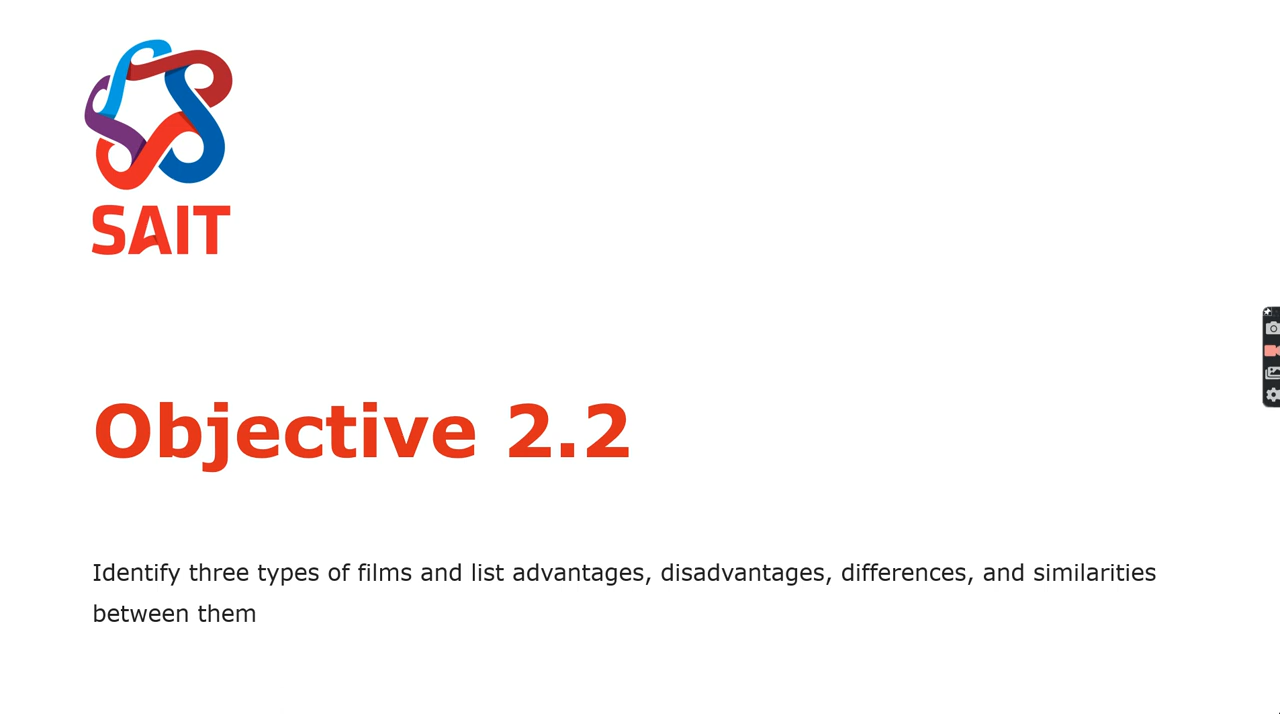 SAIT
Objective 2.2
Identify three types of films and list advantages, disadvantages, differences, and similarities
between them